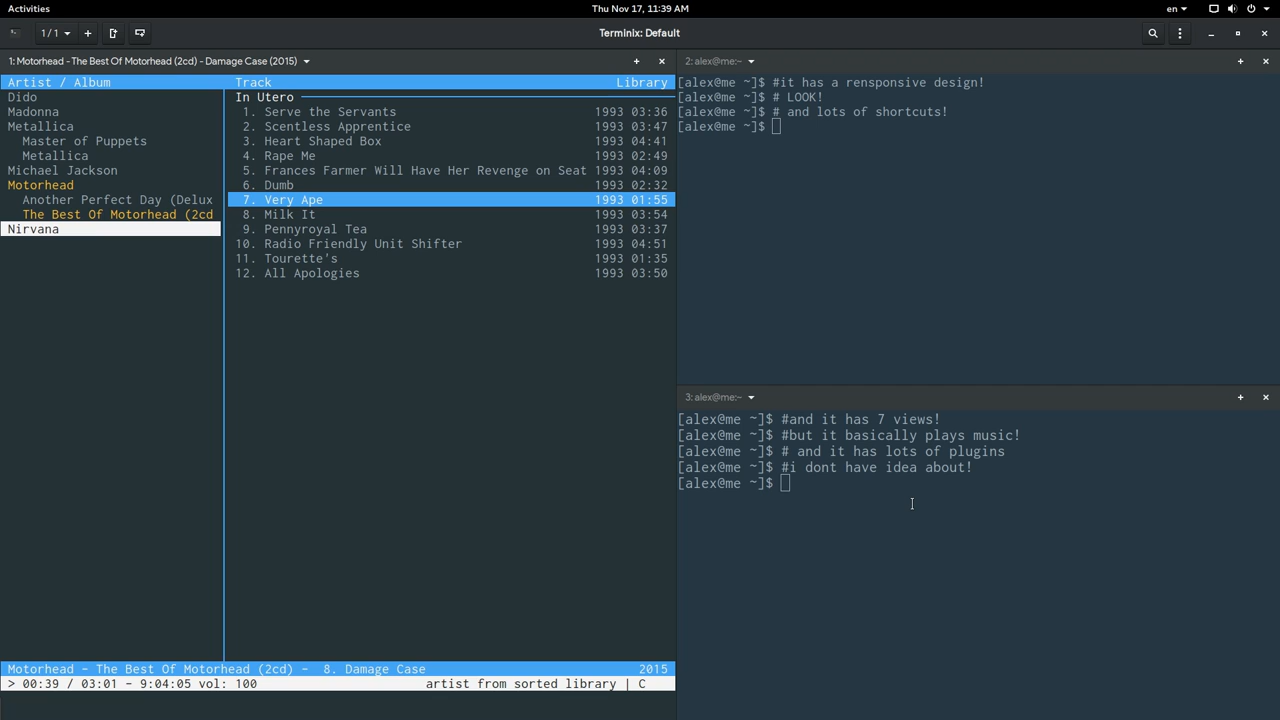 Activities
Thu Nov 17, 11:39 AM
en
1 / 1
Terminix: Default
1: Motorhead - The Best Of Motorhead (2cd) - Damage Case (2015)
Artist / Album
Dido
Madonna
Metallica
Master of Puppets
Metallica
Michael Jackson
Motorhead
Another Perfect Day (Delux
The Best Of Motorhead (2cd
Nirvana
Track Library
In Utero
1. Serve the Servants 1993 03:36
2. Scentless Apprentice 1993 03:47
3. Heart Shaped Box 1993 04:41
4. Rape Me 1993 02:49
5. Frances Farmer Will Have Her Revenge on Seat 1993 04:09
6. Dumb 1993 02:32
7. Very Ape 1993 01:55
8. Milk It 1993 03:54
9. Pennyroyal Tea 1993 03:37
10. Radio Friendly Unit Shifter 1993 04:51
11. Tourette's 1993 01:35
12. All Apologies 1993 03:50
Motorhead - The Best Of Motorhead (2cd) - 8. Damage Case 2015
> 00:39 / 03:01 - 9:04:05 vol: 100 artist from sorted library | C
2: alex@me:~
[alex@me ~]$ #it has a rensponsive design!
[alex@me ~]$ # LOOK!
[alex@me ~]$ # and lots of shortcuts!
[alex@me ~]$
3: alex@me:~
[alex@me ~]$ #and it has 7 views!
[alex@me ~]$ #but it basically plays music!
[alex@me ~]$ # and it has lots of plugins
[alex@me ~]$ #i dont have idea about!
[alex@me ~]$